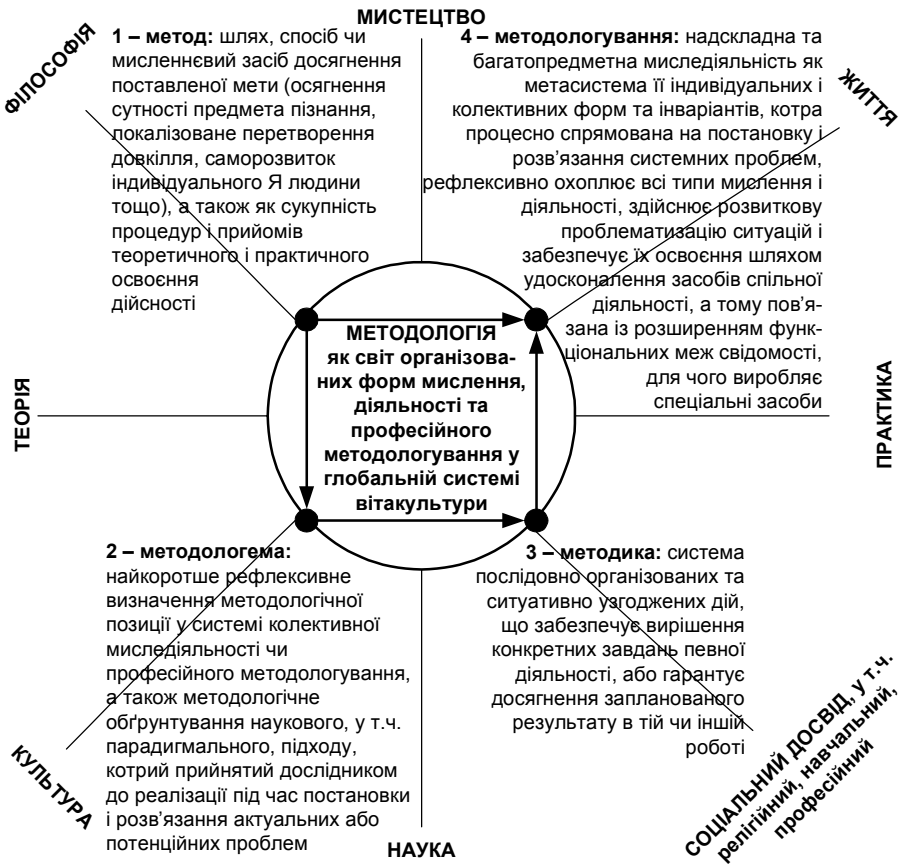 МИСТЕЦТВО
ФІЛОСОФІЯ
1 – метод: шлях, спосіб чи
мисленнєвий засіб досягнення
поставленої мети (осягнення
сутності предмета пізнання,
локалізоване перетворення
довкілля, саморозвиток
індивідуального Я людини
тощо), а також як сукупність
процедур і прийомів
теоретичного і практичного
освоєння
дійсності
4 – методологування: надскладна та
багатопредметна миследіяльність як
метасистема її індивідуальних і
колективних форм та інваріантів, котра
процесно спрямована на постановку і
розв'язання системних проблем,
рефлексивно охоплює всі типи мислення і
діяльності, здійснює розвиткову
проблематизацію ситуацій і
забезпечує їх освоєння шляхом
удосконалення засобів спільної
діяльності, а тому пов'я-
зана із розширенням функ-
ціональних меж свідомості,
для чого виробляє
спеціальні засоби
ЖИТТЯ
ТЕОРІЯ
МЕТОДОЛОГІЯ
як світ організова-
них форм мислення,
діяльності та
професійного
методологування у
глобальній системі
вітакультури
ПРАКТИКА
2 – методологема:
найкоротше рефлексивне
визначення методологічної
позиції у системі колективної
миследіяльності чи
професійного методологування,
а також методологічне
обґрунтування наукового, у т.ч.
парадигмального, підходу,
котрий прийнятий дослідником
до реалізації під час постановки
і розв'язання актуальних або
потенційних проблем
3 – методика: система
послідовно організованих та
ситуативно узгоджених дій,
що забезпечує вирішення
конкретних завдань певної
діяльності, або гарантує
досягнення запланованого
результату в тій чи іншій
роботі
КУЛЬТУРА
НАУКА
СОЦІАЛЬНИЙ ДОСВІД, у т.ч.
релігійний, навчальний,
професійний